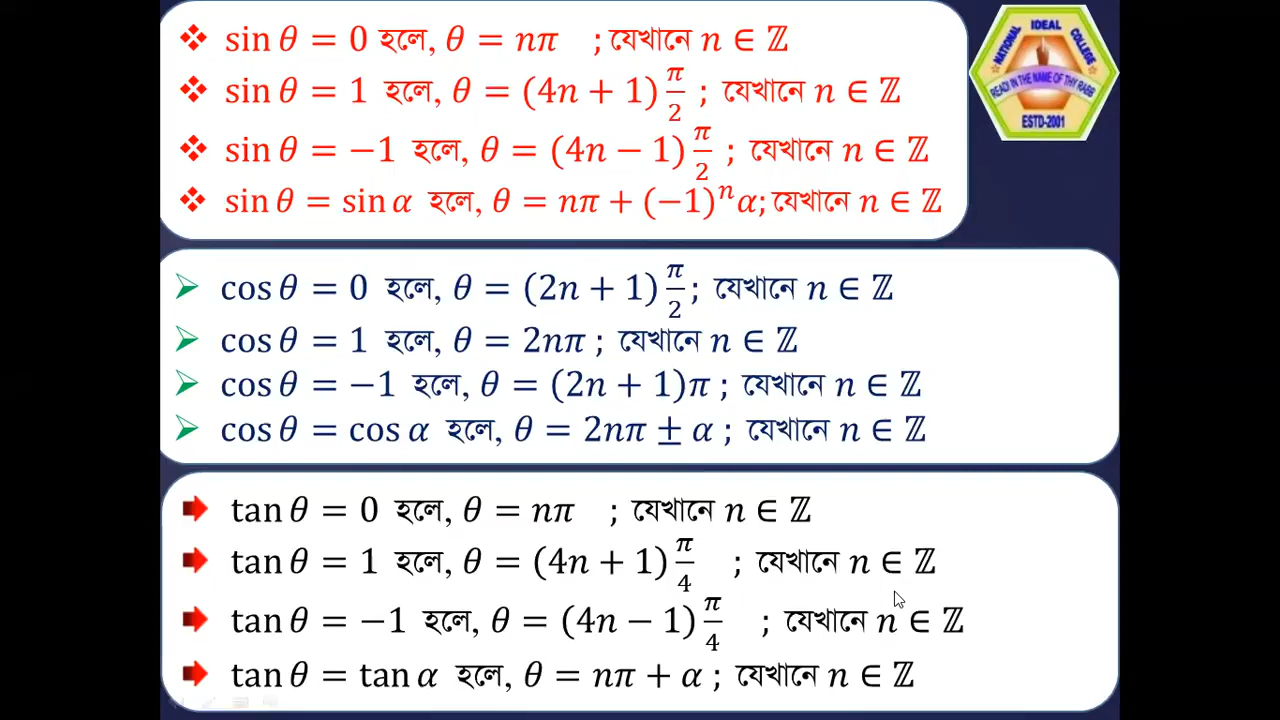 ❖ sin θ = 0 হলে, θ = nπ ; যেখানে n ∈ ℤ
❖ sin θ = 1 হলে, θ = (4n + 1) π/2 ; যেখানে n ∈ ℤ
❖ sin θ = −1 হলে, θ = (4n − 1) π/2 ; যেখানে n ∈ ℤ
❖ sin θ = sin α হলে, θ = nπ + (−1)ⁿα; যেখানে n ∈ ℤ
NATIONAL IDEAL COLLEGE
READ IN THE NAME OF THY RABB
ESTD-2001
➢ cos θ = 0 হলে, θ = (2n + 1) π/2; যেখানে n ∈ ℤ
➢ cos θ = 1 হলে, θ = 2nπ ; যেখানে n ∈ ℤ
➢ cos θ = −1 হলে, θ = (2n + 1)π ; যেখানে n ∈ ℤ
➢ cos θ = cos α হলে, θ = 2nπ ± α ; যেখানে n ∈ ℤ
tan θ = 0 হলে, θ = nπ ; যেখানে n ∈ ℤ
tan θ = 1 হলে, θ = (4n + 1) π/4 ; যেখানে n ∈ ℤ
tan θ = −1 হলে, θ = (4n − 1) π/4 ; যেখানে n ∈ ℤ
tan θ = tan α হলে, θ = nπ + α ; যেখানে n ∈ ℤ